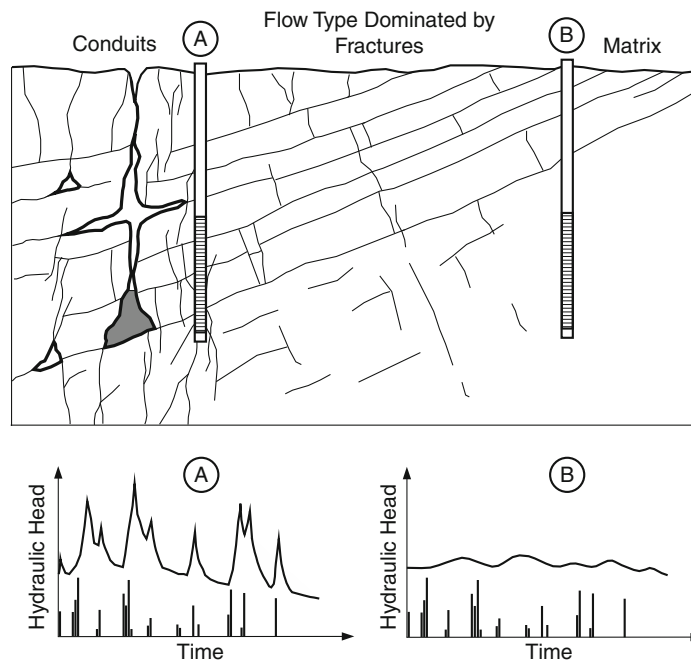 Flow Type Dominated by
Conduits
A
Fractures
B
Matrix
A
B
Hydraulic Head
Hydraulic Head
Time
Time